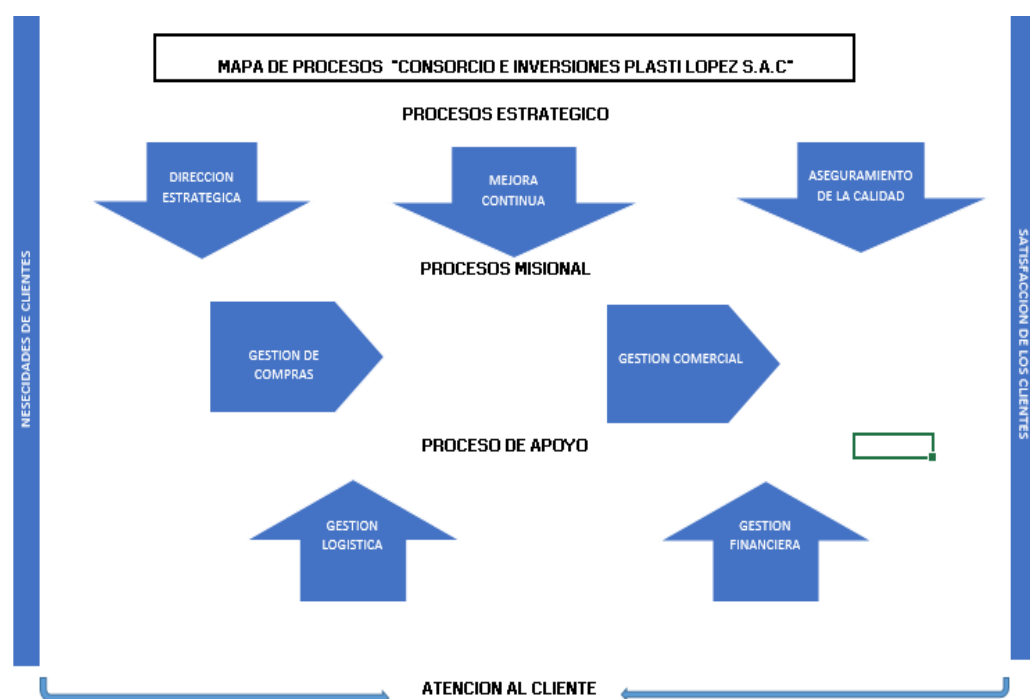 MAPA DE PROCESOS "CONSORCIO E INVERSIONES PLASTI LOPEZ S.A.C"
PROCESOS ESTRATEGICO
DIRECCION
ESTRATEGICA
MEJORA
CONTINUA
ASEGURAMIENTO
DE LA CALIDAD
NESECIDADES DE CLIENTES
SATISFACCION DE LOS CLIENTES
PROCESOS MISIONAL
GESTION DE
COMPRAS
GESTION COMERCIAL
PROCESO DE APOYO
GESTION
LOGISTICA
GESTION
FINANCIERA
ATENCION AL CLIENTE